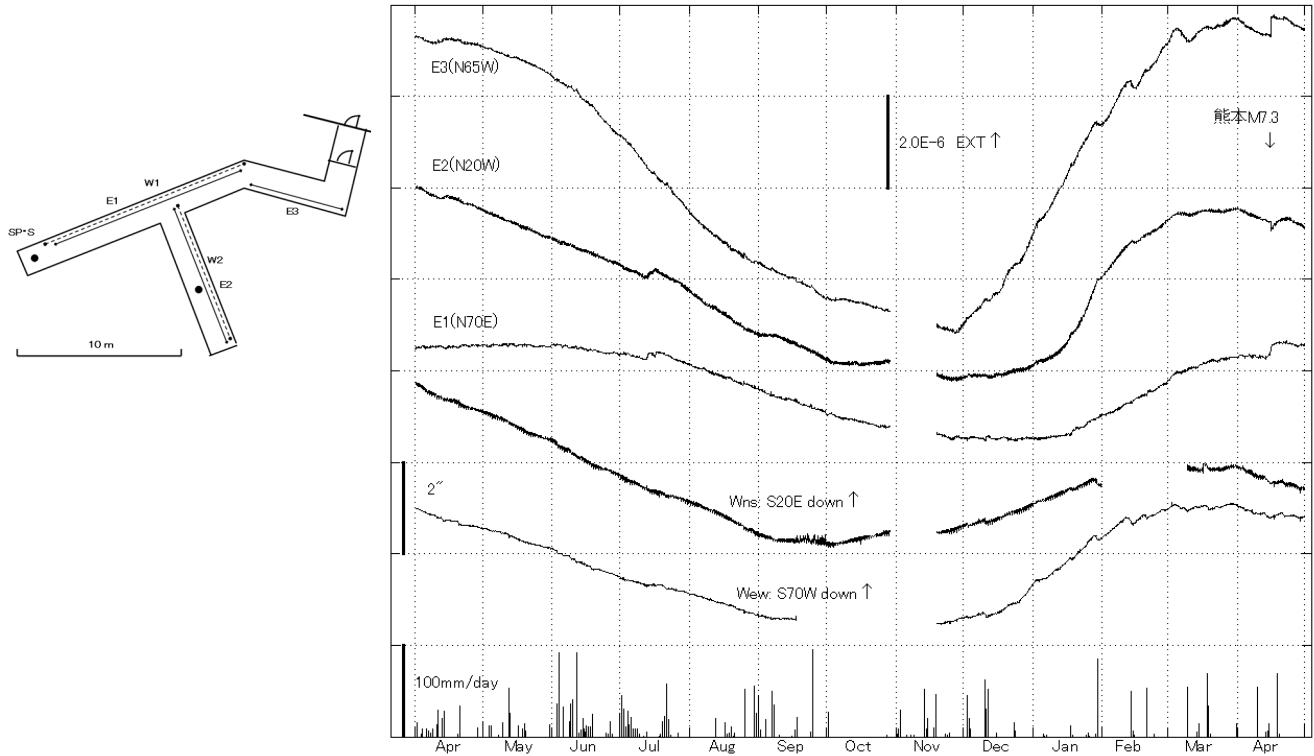 W1
E1
E3
SP･S
W2
E2
10 m
E3(N65W)
2.0E-6 EXT ↑
熊本M7.3
↓
E2(N20W)
E1(N70E)
2″
Wns: S20E down ↑
Wew: S70W down ↑
100mm/day
Apr May Jun Jul Aug Sep Oct Nov Dec Jan Feb Mar Apr